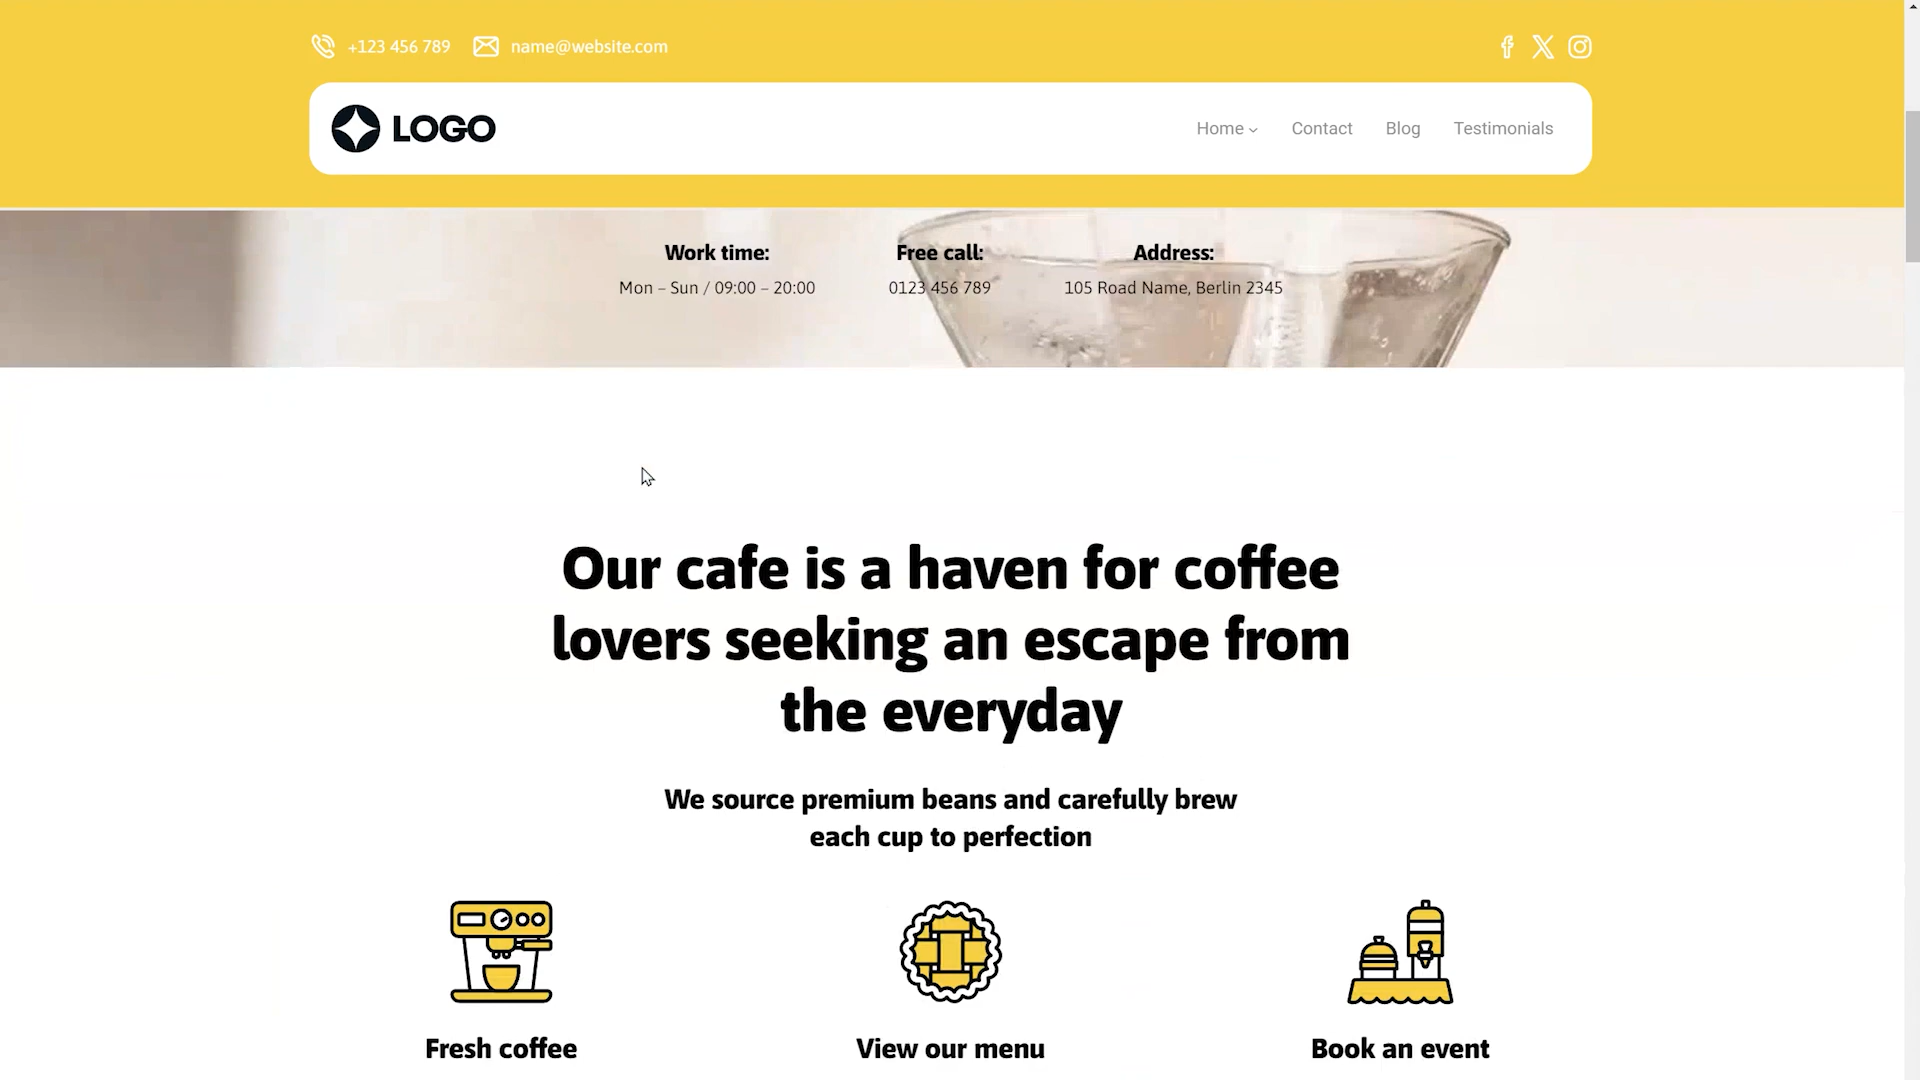 +123 456 789 name@website.com
LOGO
Home Contact Blog Testimonials
Work time: Free call: Address:
Mon – Sun / 09:00 – 20:00 0123 456 789 105 Road Name, Berlin 2345
Our cafe is a haven for coffee
lovers seeking an escape from
the everyday
We source premium beans and carefully brew
each cup to perfection
Fresh coffee View our menu Book an event